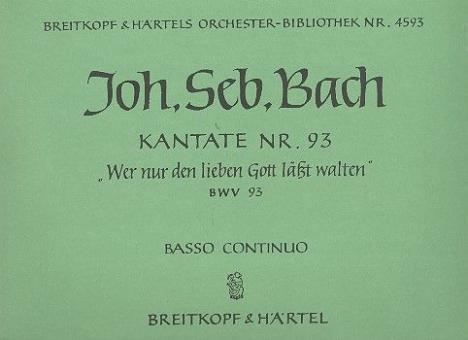 BREITKOPF & HÄRTELS ORCHESTER-BIBLIOTHEK NR. 4593
Joh. Seb. Bach
KANTATE NR. 93
„Wer nur den lieben Gott läßt walten"
BWV 93
BASSO CONTINUO
BREITKOPF & HÄRTEL